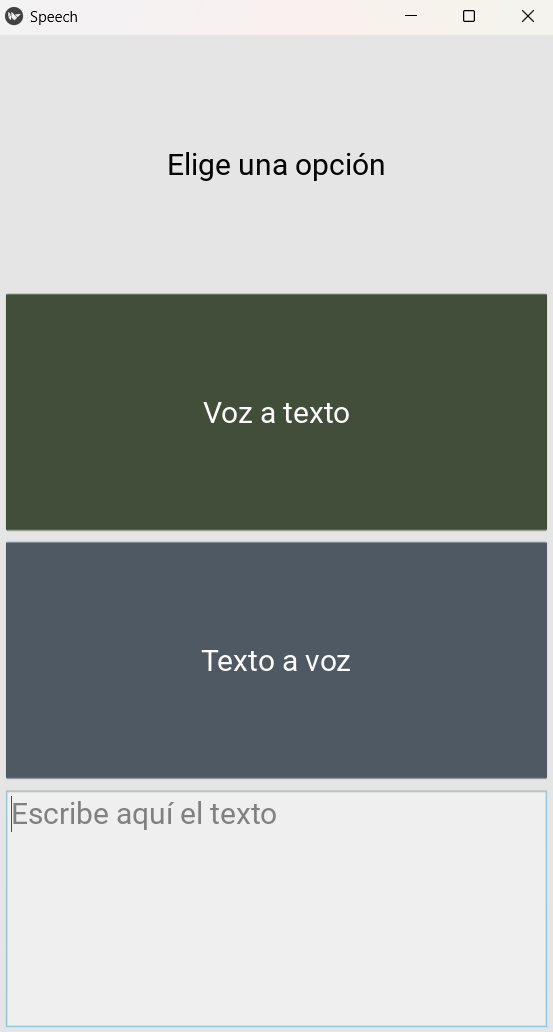 Speech
Elige una opción
Voz a texto
Texto a voz
Escribe aquí el texto